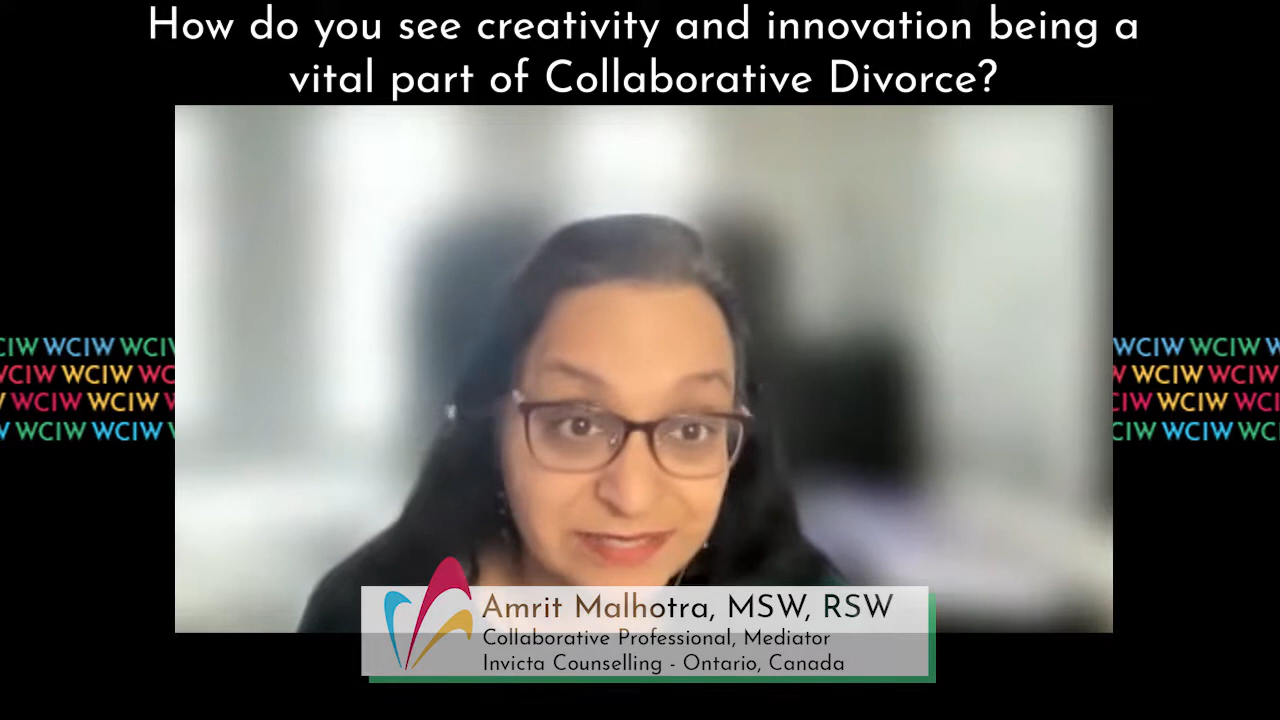 How do you see creativity and innovation being a
vital part of Collaborative Divorce?
CIW WCIW WCIW
WCIW WCIW WC
WCIW WCIW
WCIW WCIW
WCIW WCIW W
WCIW WCIW
CIW WCIW WCIW
CIW WCIW WC
Amrit Malhotra, MSW, RSW
Collaborative Professional, Mediator
Invicta Counselling - Ontario, Canada